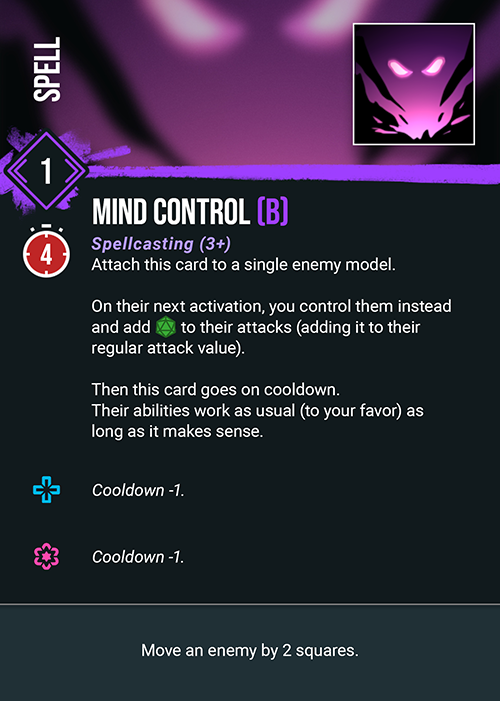 SPELL
1
MIND CONTROL (B)
4
Spellcasting (3+)
Attach this card to a single enemy model.
On their next activation, you control them instead
and add to their attacks (adding it to their
regular attack value).
Then this card goes on cooldown.
Their abilities work as usual (to your favor) as
long as it makes sense.
Cooldown -1.
Cooldown -1.
Move an enemy by 2 squares.